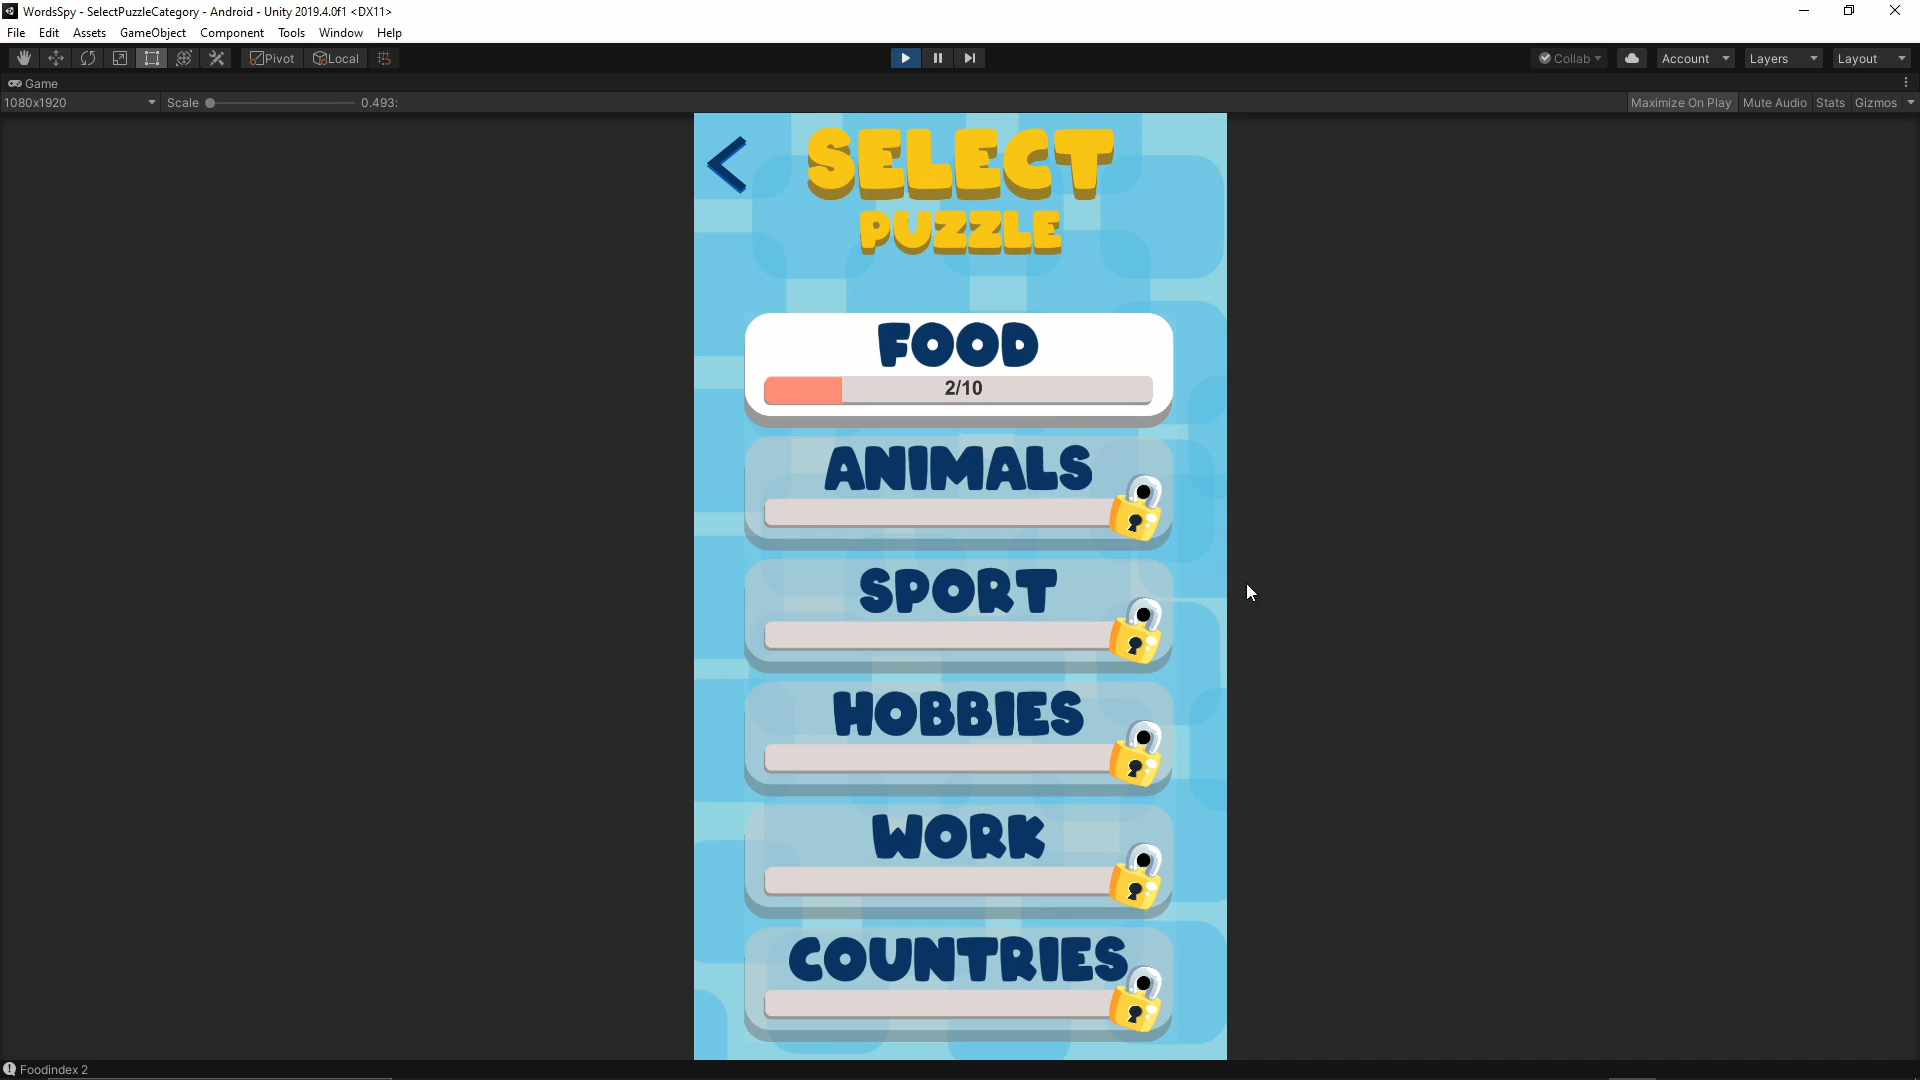 WordsSpy - SelectPuzzleCategory - Android - Unity 2019.4.0f1 <DX11>
File Edit Assets GameObject Component Tools Window Help
Pivot Local Collab Account Layers Layout
Game
1080x1920 Scale 0.493: Maximize On Play Mute Audio Stats Gizmos
SELECT
PUZZLE
FOOD
2/10
ANIMALS
SPORT
HOBBIES
WORK
COUNTRIES
Foodindex 2